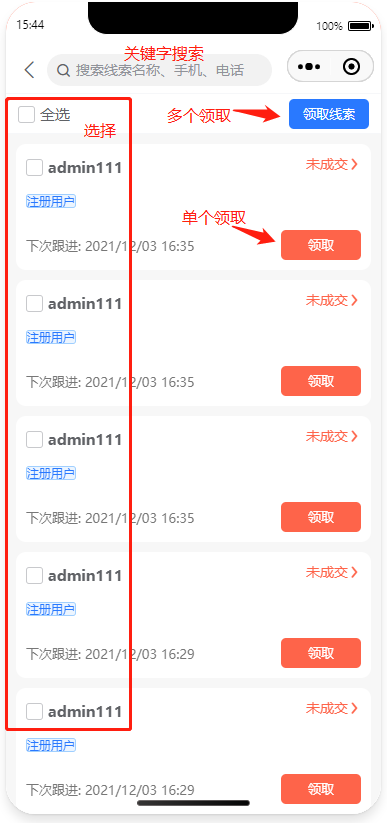 15:44
100%
关键字搜索
搜索线索名称、手机、电话
全选
选择
多个领取
领取线索
admin111
未成交
注册用户
单个领取
下次跟进: 2021/12/03 16:35
领取
admin111
未成交
注册用户
下次跟进: 2021/12/03 16:35
领取
admin111
未成交
注册用户
下次跟进: 2021/12/03 16:35
领取
admin111
未成交
注册用户
下次跟进: 2021/12/03 16:29
领取
admin111
未成交
注册用户
下次跟进: 2021/12/03 16:29
领取